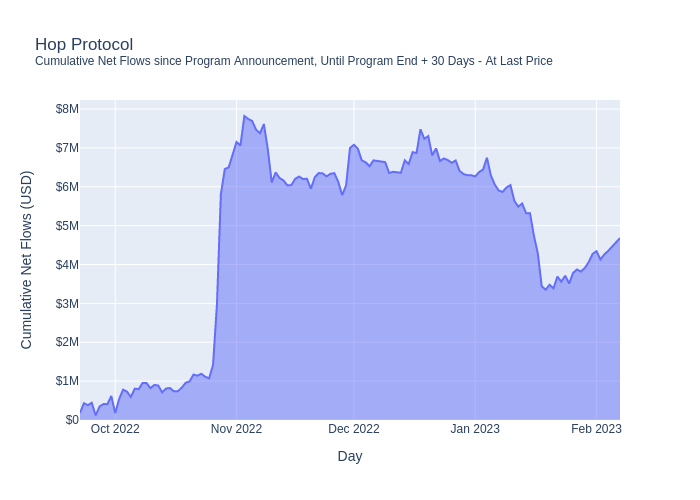 Hop Protocol
Cumulative Net Flows since Program Announcement, Until Program End + 30 Days - At Last Price
Cumulative Net Flows (USD)
$8M
$7M
$6M
$5M
$4M
$3M
$2M
$1M
$0
Oct 2022 Nov 2022 Dec 2022 Jan 2023 Feb 2023
Day